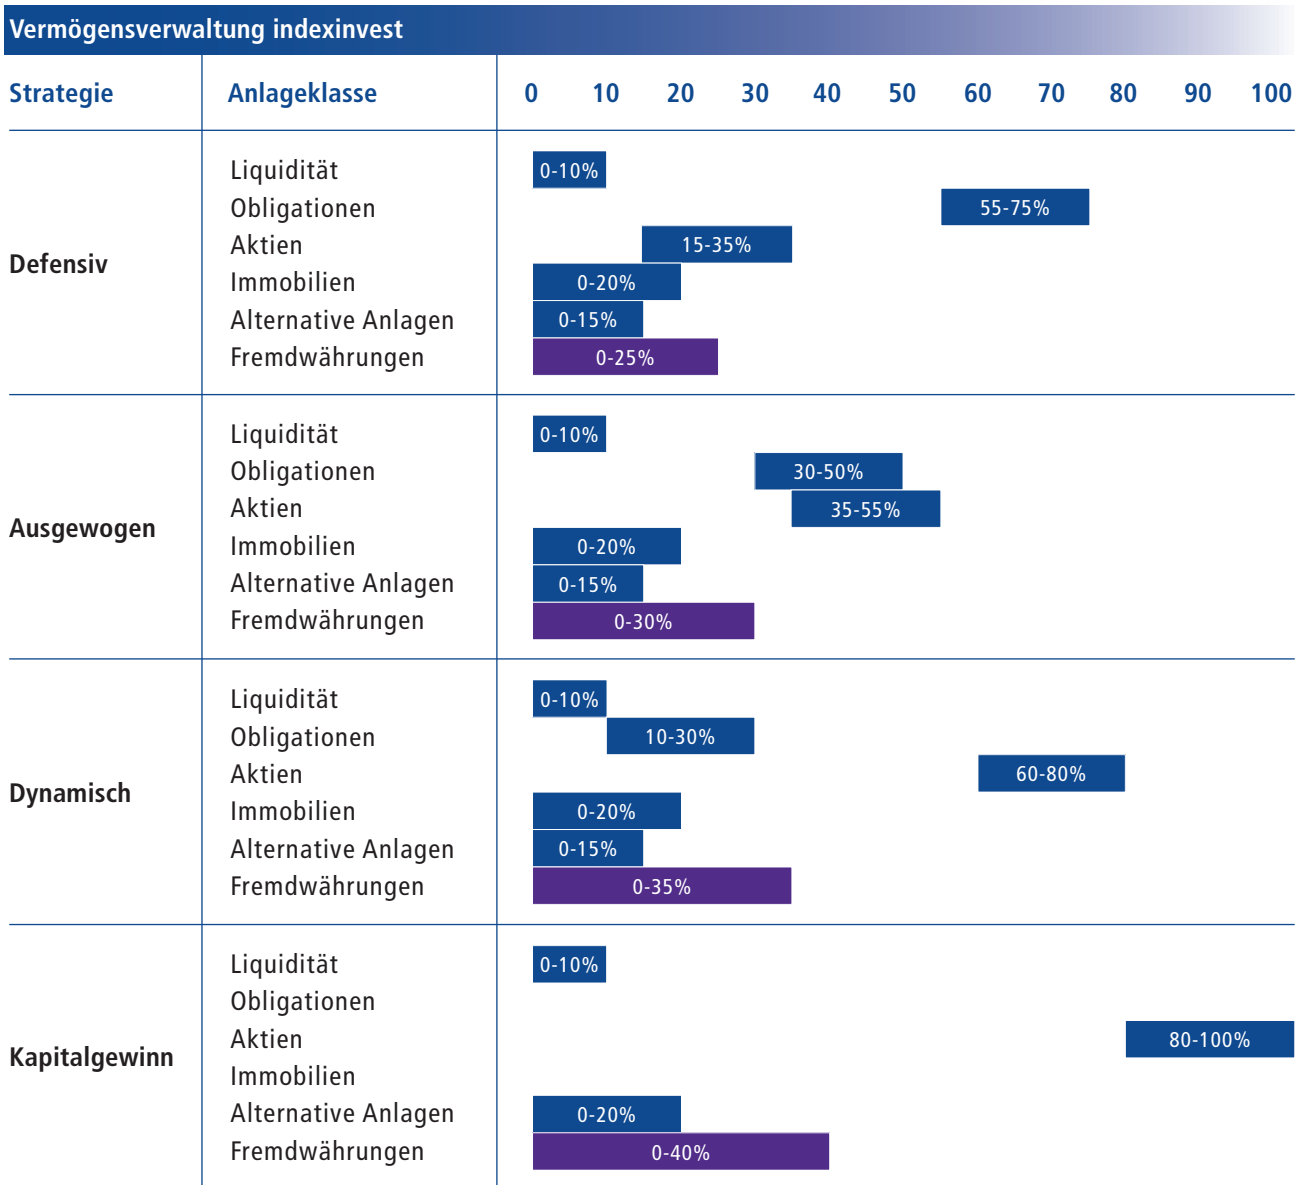 Vermögensverwaltung indexinvest
Strategie Anlageklasse 0 10 20 30 40 50 60 70 80 90 100
Defensiv
Liquidität 0-10%
Obligationen 55-75%
Aktien 15-35%
Immobilien 0-20%
Alternative Anlagen 0-15%
Fremdwährungen 0-25%
Ausgewogen
Liquidität 0-10%
Obligationen 30-50%
Aktien 35-55%
Immobilien 0-20%
Alternative Anlagen 0-15%
Fremdwährungen 0-30%
Dynamisch
Liquidität 0-10%
Obligationen 10-30%
Aktien 60-80%
Immobilien 0-20%
Alternative Anlagen 0-15%
Fremdwährungen 0-35%
Kapitalgewinn
Liquidität 0-10%
Obligationen
Aktien 80-100%
Immobilien
Alternative Anlagen 0-20%
Fremdwährungen 0-40%